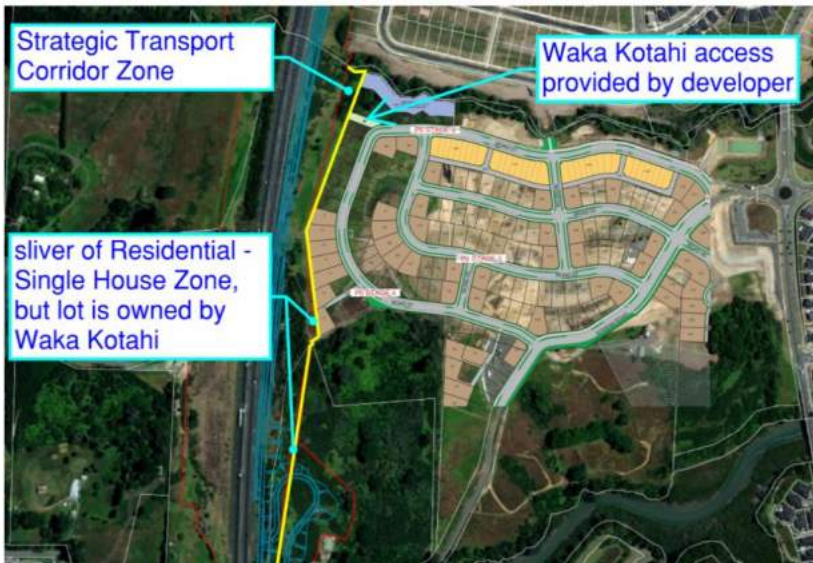 Strategic Transport
Corridor Zone
Waka Kotahi access
provided by developer
sliver of Residential -
Single House Zone,
but lot is owned by
Waka Kotahi